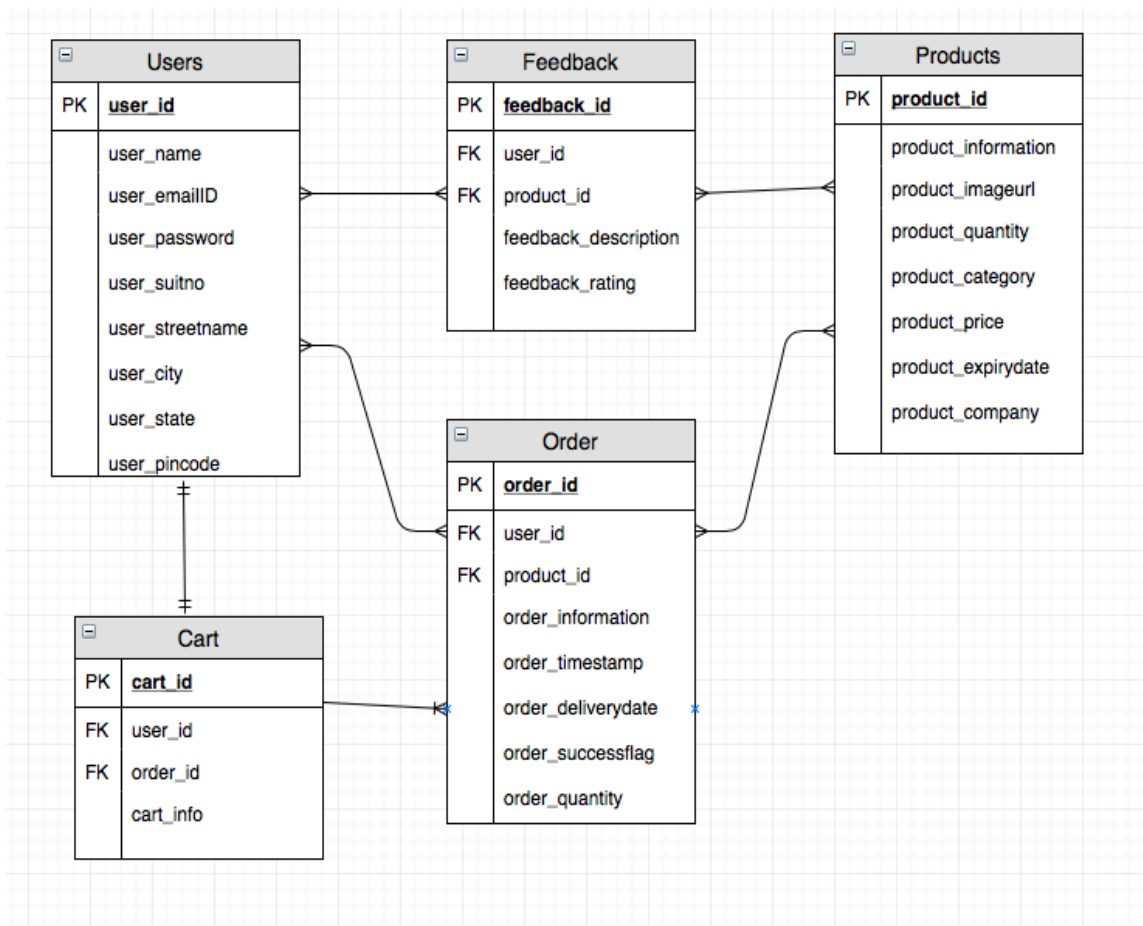 Users
PK user_id
user_name
user_emailID
user_password
user_suitno
user_streetname
user_city
user_state
user_pincode
Feedback
PK feedback_id
FK user_id
FK product_id
feedback_description
feedback_rating
Products
PK product_id
product_information
product_imageurl
product_quantity
product_category
product_price
product_expirydate
product_company
Order
PK order_id
FK user_id
FK product_id
order_information
order_timestamp
order_deliverydate
order_successflag
order_quantity
Cart
PK cart_id
FK user_id
FK order_id
cart_info